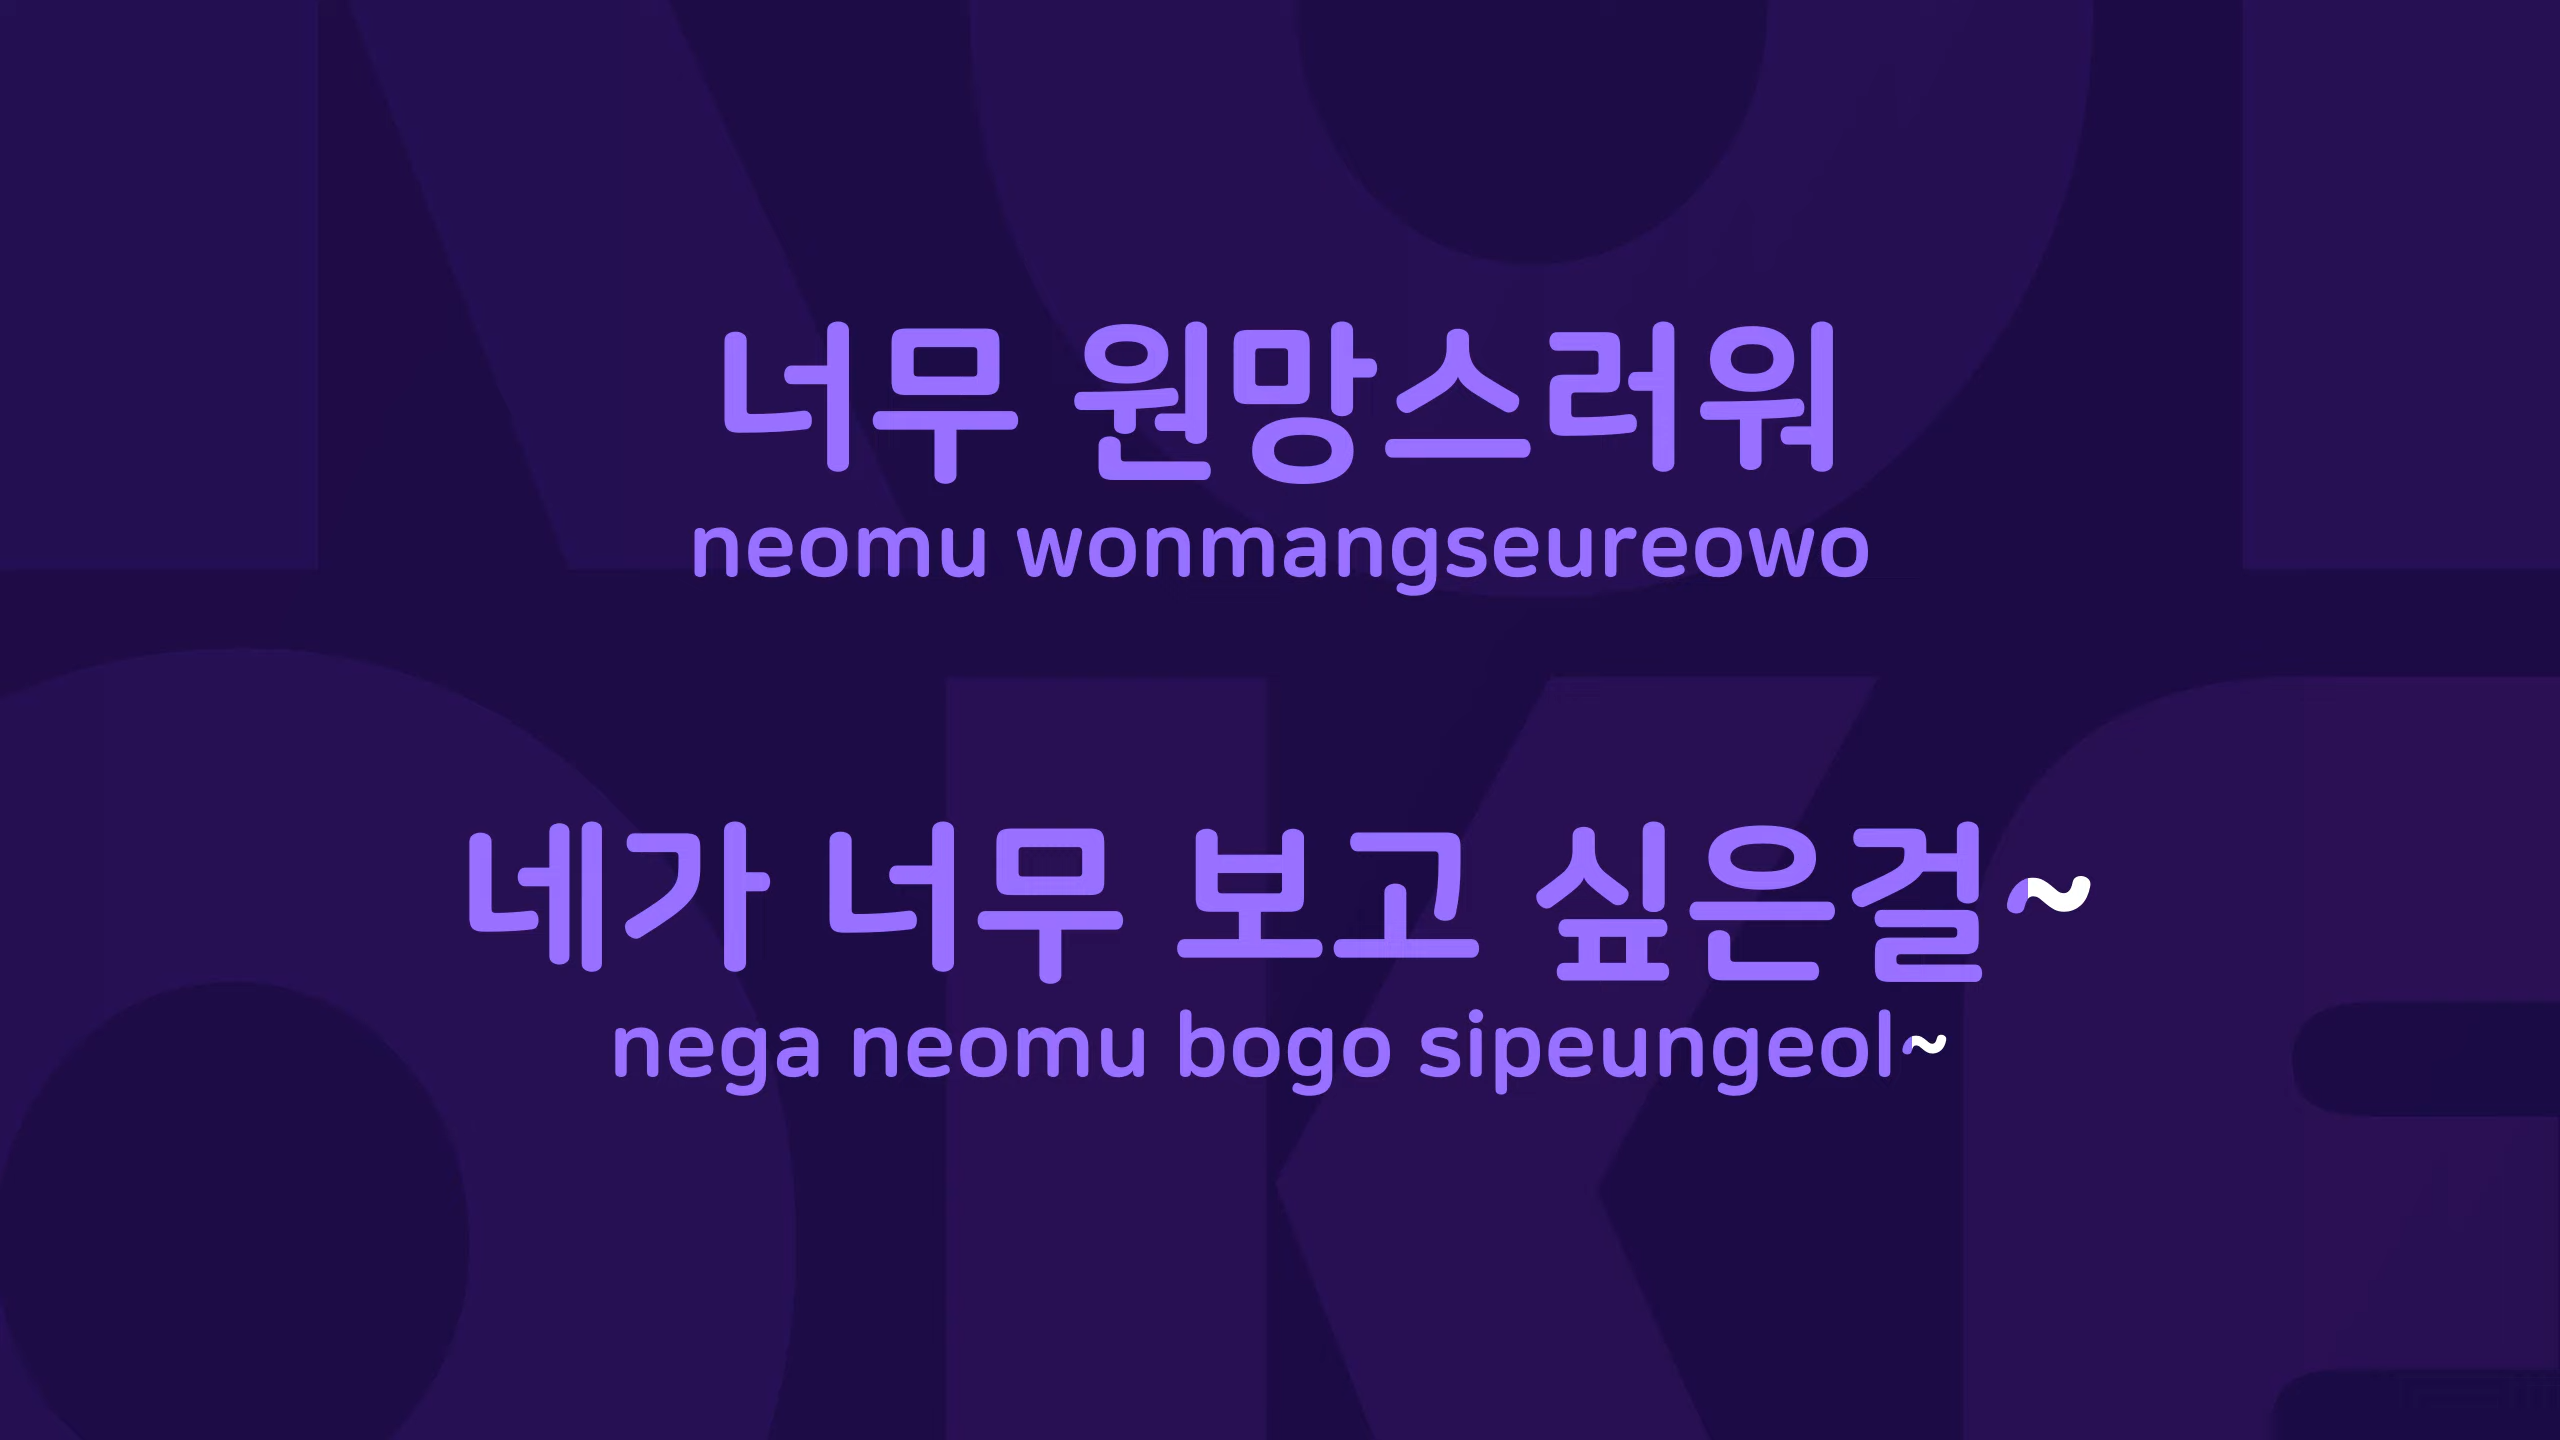 너무 원망스러워
neomu wonmangseureowo
네가 너무 보고 싶은걸~
nega neomu bogo sipeungeol~